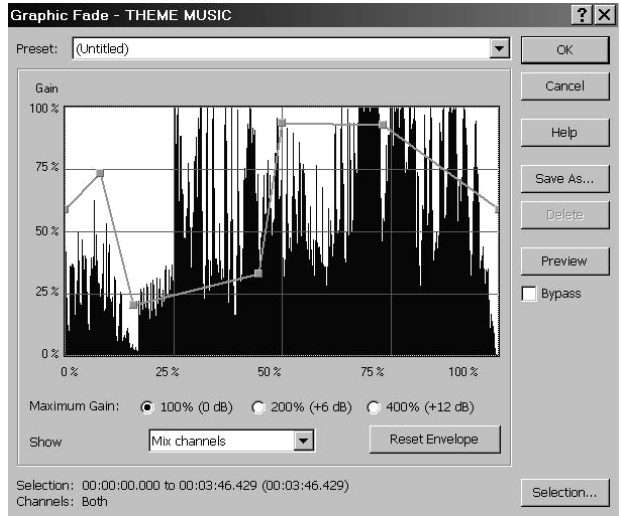 Graphic Fade - THEME MUSIC
Preset: (Untitled)
OK
Cancel
Help
Save As...
Delete
Preview
Bypass
Gain
100 %
75 %
50 %
25 %
0 %
0 % 25 % 50 % 75 % 100 %
Maximum Gain: 100% (0 dB) 200% (+6 dB) 400% (+12 dB)
Show Mix channels Reset Envelope
Selection: 00:00:00.000 to 00:03:46.429 (00:03:46.429)
Channels: Both
Selection...